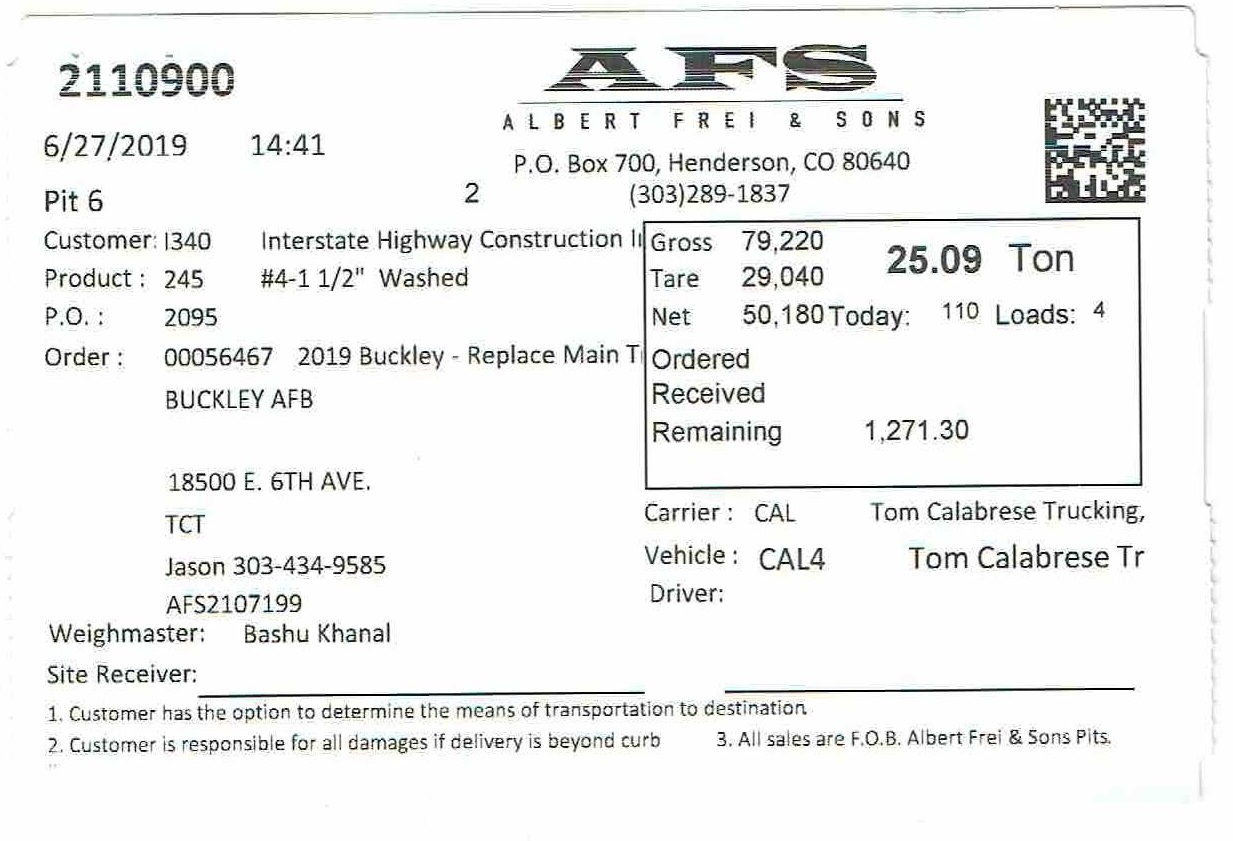 2110900
AFS
ALBERT FREI & SONS
6/27/2019 14:41
P.O. Box 700, Henderson, CO 80640
Pit 6 2 (303)289-1837
Customer: I340 Interstate Highway Construction I
Gross 79,220 25.09 Ton
Product : 245 #4-1 1/2" Washed
Tare 29,040
P.O. : 2095
Net 50,180 Today: 110 Loads: 4
Order : 00056467 2019 Buckley - Replace Main T
Ordered
BUCKLEY AFB
Received
Remaining 1,271.30
18500 E. 6TH AVE.
Carrier : CAL Tom Calabrese Trucking,
TCT
Vehicle : CAL4 Tom Calabrese Tr
Jason 303-434-9585
Driver:
AFS2107199
Weighmaster: Bashu Khanal
Site Receiver:
1. Customer has the option to determine the means of transportation to destination
2. Customer is responsible for all damages if delivery is beyond curb 3. All sales are F.O.B. Albert Frei & Sons Pits.